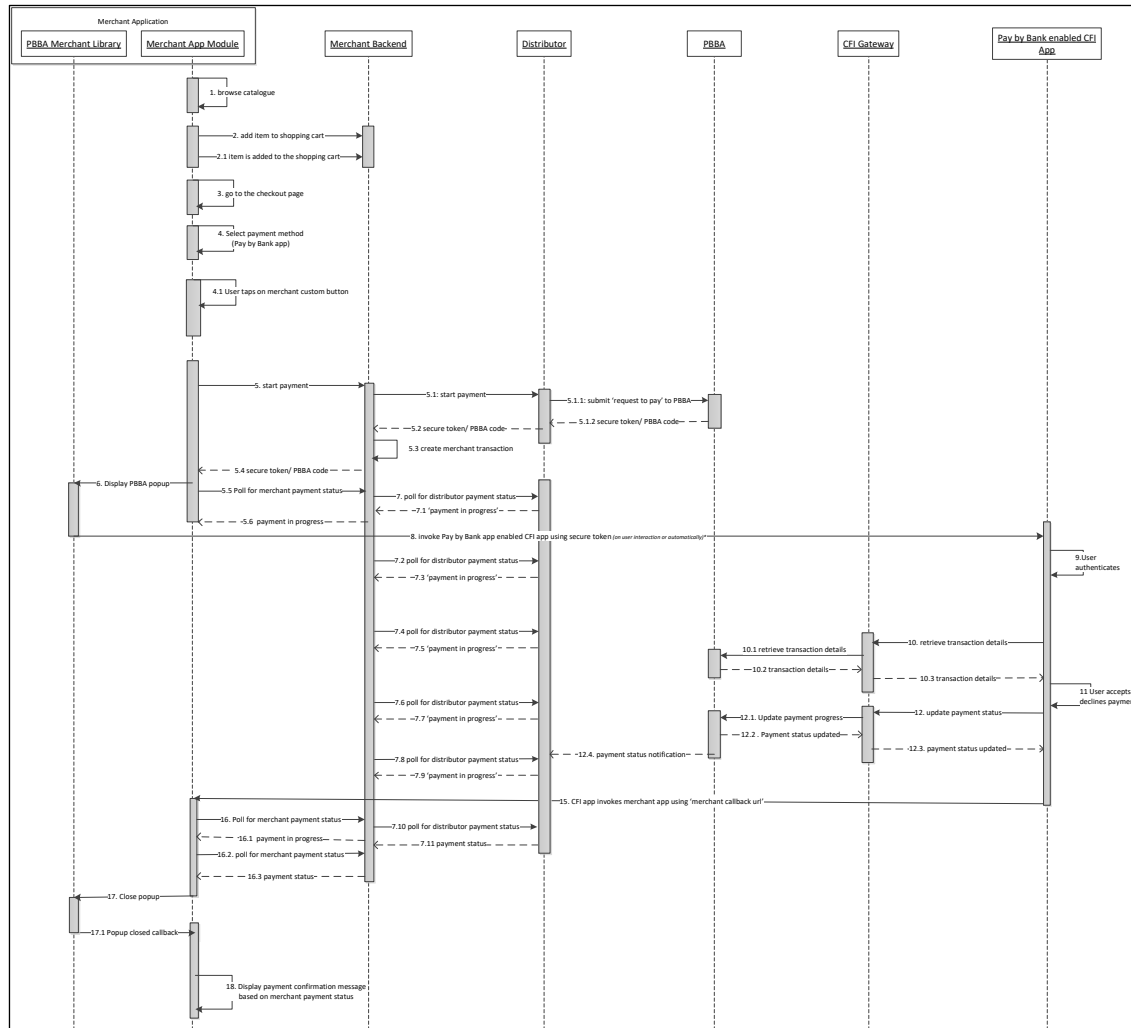 Merchant Application
PBBA Merchant Library
Merchant App Module
Merchant Backend
Distributor
PBBA
CFI Gateway
Pay by Bank enabled CFI
App
1. browse catalogue
2. add item to shopping cart
2.1 item is added to the shopping cart
3. go to the checkout page
4. Select payment method
(Pay by Bank app)
4.1 User taps on merchant custom button
5. start payment
5.1: start payment
5.1.1: submit ‘request to pay’ to PBBA
5.1.2 secure token/ PBBA code
5.2 secure token/ PBBA code
5.3 create merchant transaction
5.4 secure token/ PBBA code
6. Display PBBA popup
5.5 Poll for merchant payment status
7. poll for distributor payment status
7.1 ‘payment in progress’
5.6 payment in progress
8. invoke Pay by Bank app enabled CFI app using secure token (on user interaction or automatically)*
9.User
authenticates
7.2 poll for distributor payment status
7.3 ‘payment in progress’
7.4 poll for distributor payment status
7.5 ‘payment in progress’
10. retrieve transaction details
10.1 retrieve transaction details
10.2 transaction details
10.3 transaction details
11 User accepts
declines paymen
7.6 poll for distributor payment status
7.7 ‘payment in progress’
12. update payment status
12.1. Update payment progress
12.2 . Payment status updated
12.3. payment status updated
12.4. payment status notification
7.8 poll for distributor payment status
7.9 ‘payment in progress’
15. CFI app invokes merchant app using ‘merchant callback url’
16. Poll for merchant payment status
7.10 poll for distributor payment status
16.1 payment in progress
7.11 payment status
16.2. poll for merchant payment status
16.3 payment status
17. Close popup
17.1 Popup closed callback
18. Display payment confirmation message
based on merchant payment status